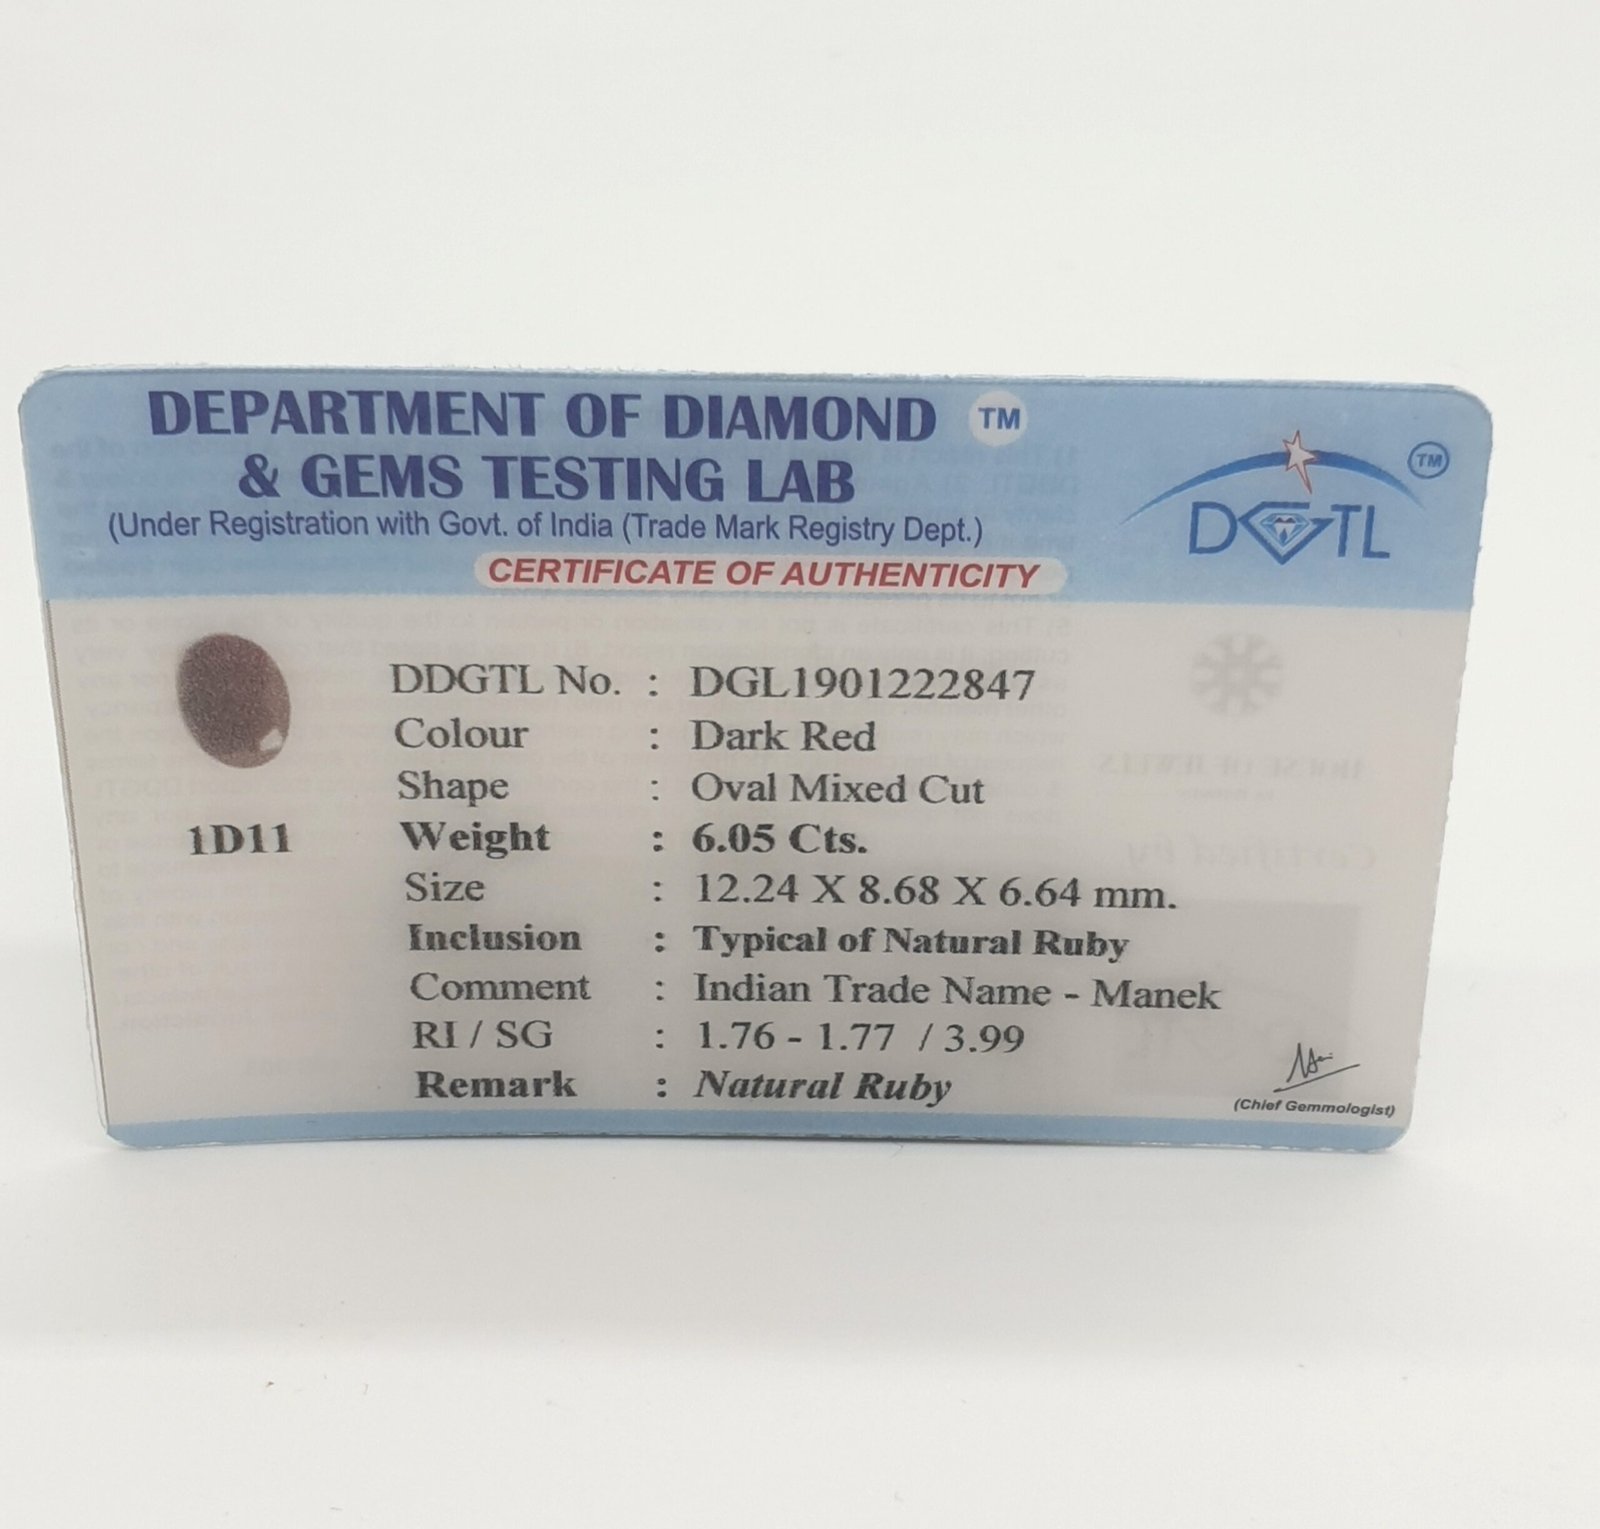 DEPARTMENT OF DIAMOND TM
& GEMS TESTING LAB
(Under Registration with Govt. of India (Trade Mark Registry Dept.)
CERTIFICATE OF AUTHENTICITY
TM
DGTL
DDGTL No. : DGL1901222847
Colour : Dark Red
Shape : Oval Mixed Cut
1D11
Weight : 6.05 Cts.
Size : 12.24 X 8.68 X 6.64 mm.
Inclusion : Typical of Natural Ruby
Comment : Indian Trade Name - Manek
RI / SG : 1.76 - 1.77 / 3.99
Remark : Natural Ruby
(Chief Gemmologist)